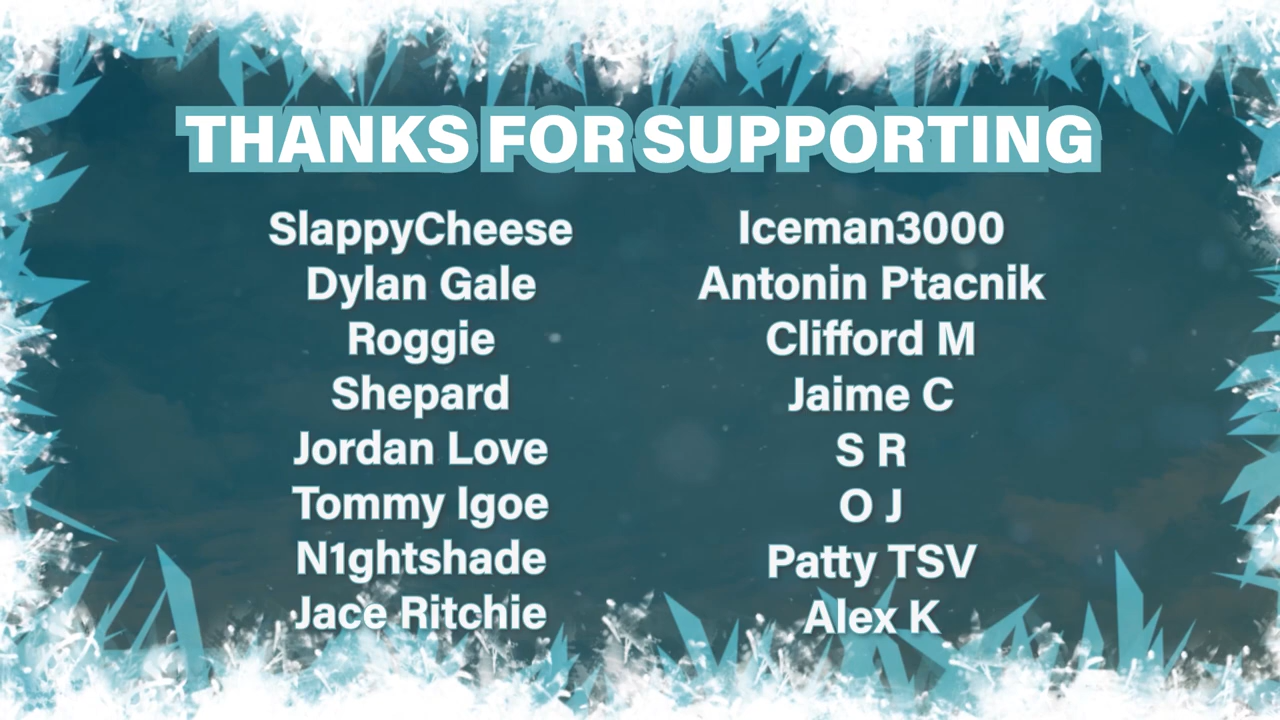 THANKS FOR SUPPORTING
SlappyCheese
Dylan Gale
Roggie
Shepard
Jordan Love
Tommy Igoe
N1ghtshade
Jace Ritchie
Iceman3000
Antonin Ptacnik
Clifford M
Jaime C
S R
O J
Patty TSV
Alex K